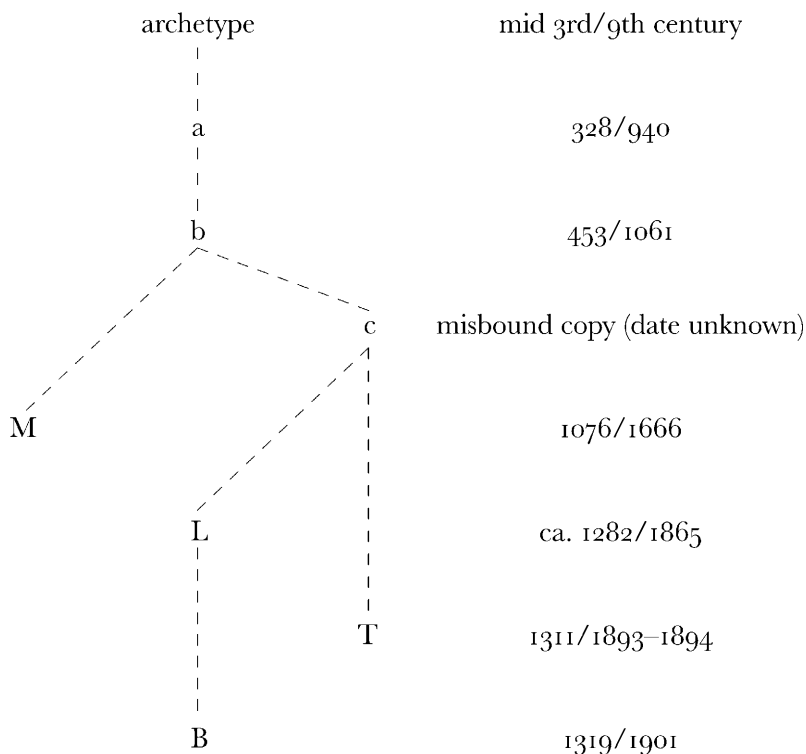 archetype mid 3rd/9th century
a 328/940
b 453/1061
c misbound copy (date unknown)
M 1076/1666
L ca. 1282/1865
T 1311/1893–1894
B 1319/1901